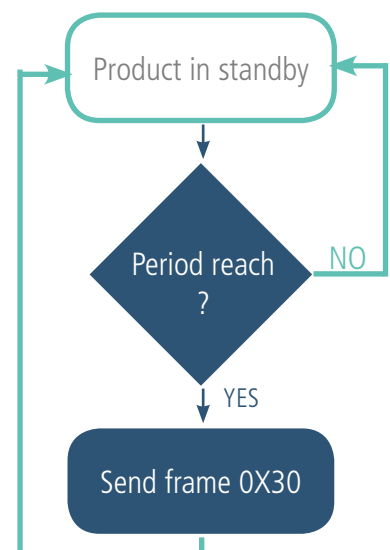 Product in standby
Period reach
?
NO
YES
Send frame 0X30